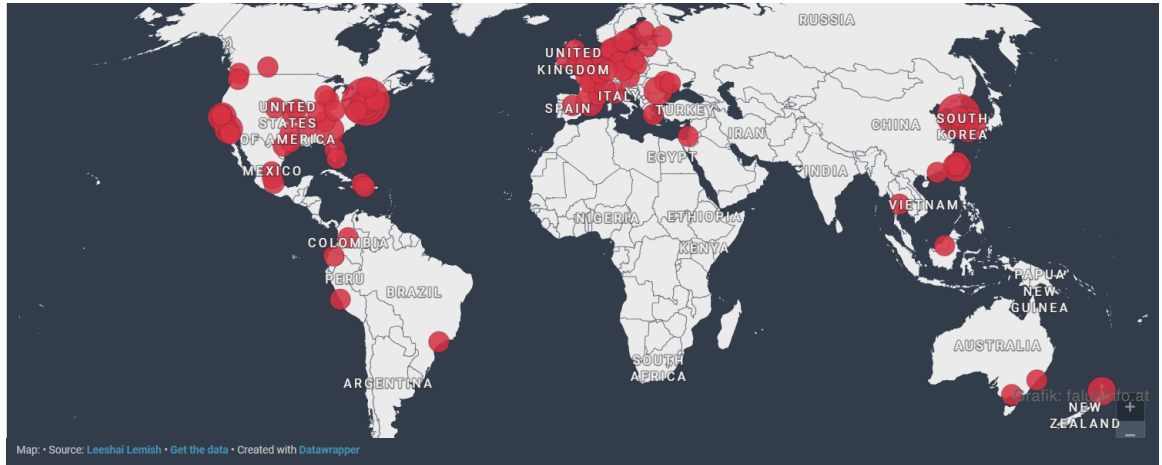 RUSSIA
UNITED
KINGDOM
SPAIN
ITALY
TURKEY
UNITED
STATES
OF AMERICA
MEXICO
EGYPT
IRAN
CHINA
SOUTH
KOREA
INDIA
VIETNAM
NIGERIA
ETHIOPIA
KENYA
COLOMBIA
PERU
BRAZIL
PAPUA
NEW
GUINEA
AUSTRALIA
SOUTH
AFRICA
ARGENTINA
Grafik:
NEW
ZEALAND
+
−
Map: • Source: Leeshai Lemish • Get the data • Created with Datawrapper